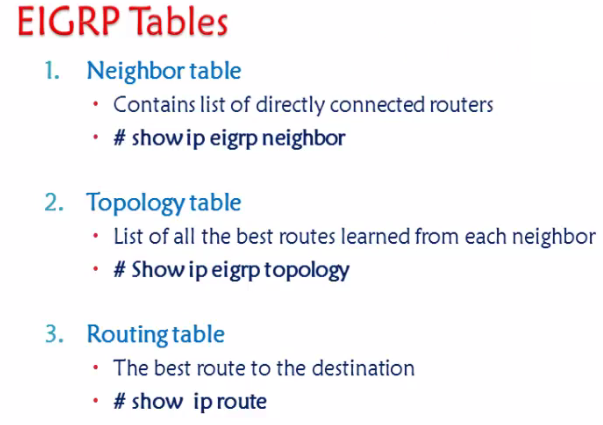 EIGRP Tables
1. Neighbor table
• Contains list of directly connected routers
• # show ip eigrp neighbor
2. Topology table
• List of all the best routes learned from each neighbor
• # Show ip eigrp topology
3. Routing table
• The best route to the destination
• # show ip route